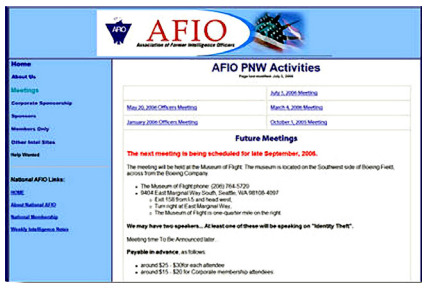 AFIO
AFIO
Association of Former Intelligence Officers
Home
About Us
Meetings
Corporate Sponsorship
Sponsors
Members Only
Other Intel Sites
Help Wanted
National AFIO Links:
HOME
About National AFIO
National Membership
Weekly Intelligence Notes
AFIO PNW Activities
Page last modified: July 5, 2006
July 5, 2006 Meeting
May 20, 2006 Officers Meeting
March 4, 2006 Meeting
January 2006 Officers Meeting
October 1, 2005 Meeting
Future Meetings
The next meeting is being scheduled for late September, 2006.
The meeting will be held at the Museum of Flight. The museum is located on the Southwest side of Boeing Field,
across from the Boeing Company.
• The Museum of Flight phone: (206) 764-5720
• 9404 East Marginal Way South, Seattle, WA 98108-4097
○ Exit 158 from I-5 and head west,
○ Turn right at East Marginal Way,
○ The Museum of Flight is one-quarter mile on the right.
We may have two speakers... At least one of these will be speaking on "Identity Theft".
Meeting time To Be Announced later.
Payable in advance, as follows:
• around $25 - $30for each attendee
• around $15 - $20 for Corporate membership attendees